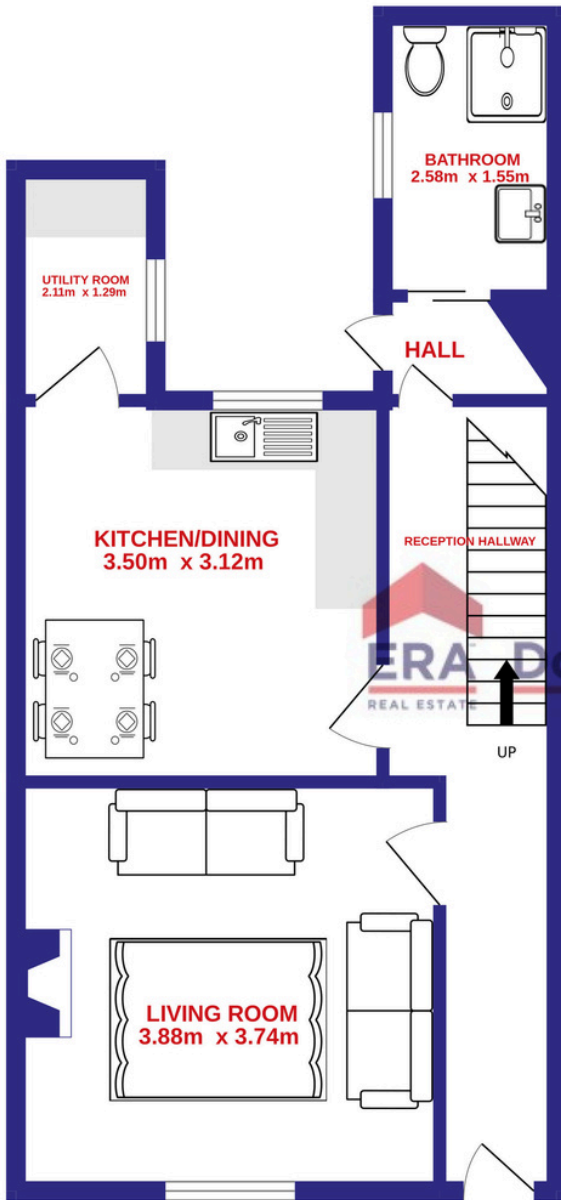 BATHROOM
2.58m x 1.55m
UTILITY ROOM
2.11m x 1.29m
HALL
KITCHEN/DINING
3.50m x 3.12m
RECEPTION HALLWAY
ERA
REAL ESTATE
UP
LIVING ROOM
3.88m x 3.74m